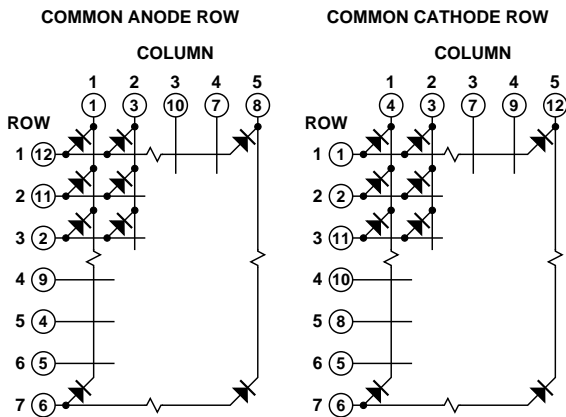 COMMON ANODE ROW
COLUMN
1 2 3 4 5
1 3 10 7 8
ROW
1 12
2 11
3 2
4 9
5 4
6 5
7 6
COMMON CATHODE ROW
COLUMN
1 2 3 4 5
4 3 7 9 12
ROW
1 1
2 2
3 11
4 10
5 8
6 5
7 6